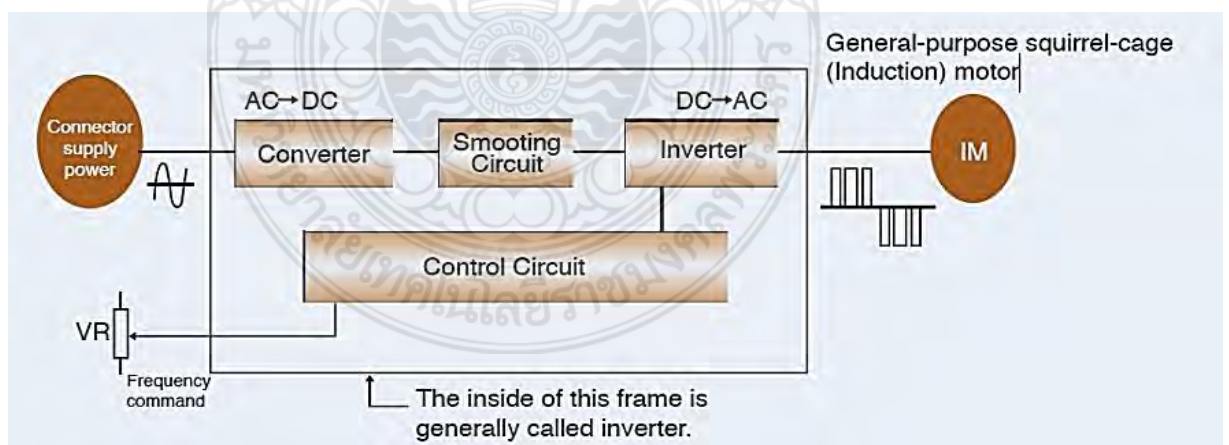 General-purpose squirrel-cage
(Induction) motor
AC→DC
DC→AC
Connector
supply
power
Converter
Smooting
Circuit
Inverter
IM
Control Circuit
VR
Frequency
command
The inside of this frame is
generally called inverter.